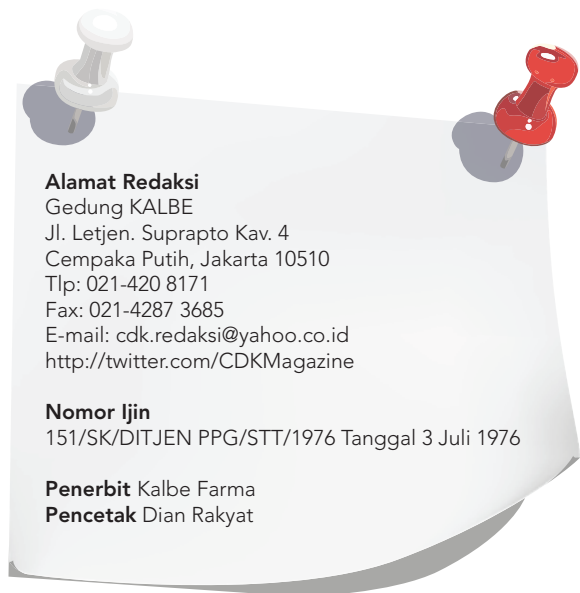 Alamat Redaksi
Gedung KALBE
Jl. Letjen. Suprapto Kav. 4
Cempaka Putih, Jakarta 10510
Tlp: 021-420 8171
Fax: 021-4287 3685
E-mail: cdk.redaksi@yahoo.co.id
http://twitter.com/CDKMagazine
Nomor Ijin
151/SK/DITJEN PPG/STT/1976 Tanggal 3 Juli 1976
Penerbit Kalbe Farma
Pencetak Dian Rakyat